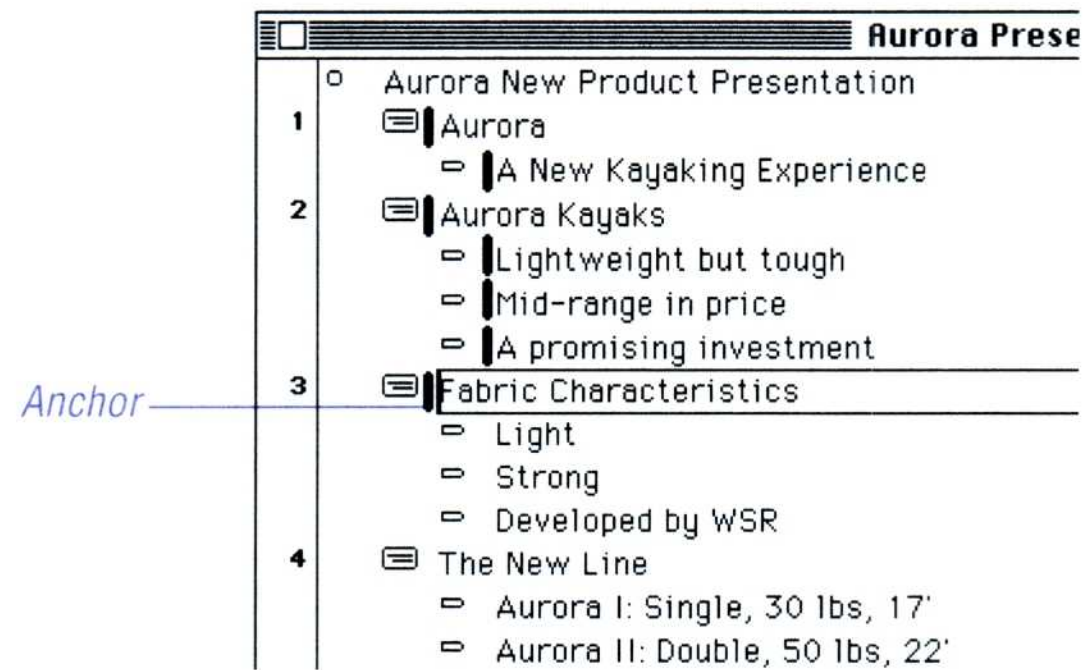 Aurora Prese
Aurora New Product Presentation
1 Aurora
A New Kayaking Experience
2 Aurora Kayaks
Lightweight but tough
Mid-range in price
A promising investment
Anchor
3 Fabric Characteristics
Light
Strong
Developed by WSR
4 The New Line
Aurora I: Single, 30 lbs, 17'
Aurora II: Double, 50 lbs, 22'